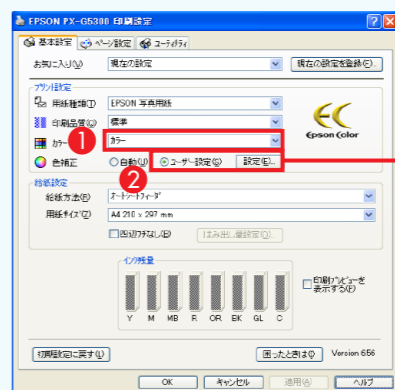 EPSON PX-G5300 印刷設定
基本設定 ページ設定 ユーティリティ
お気に入り(V) 現在の設定 現在の設定を登録(E)...
プリント設定
用紙種類(T) EPSON 写真用紙
印刷品質(Q) 標準
カラー カラー
1
色補正 自動(U) ユーザー設定(G) 設定(E)...
2
Epson Color
給紙設定
給紙方法(P) オートシートフィーダ
用紙サイズ(Z) A4 210 x 297 mm
四辺フチなし(B) はみ出し量設定(O)...
インク残量
Y M MB R OR BK GL C
印刷プレビューを
表示する(P)
初期設定に戻す(I) 困ったときは Version 6.56
OK キャンセル 適用(A) ヘルプ